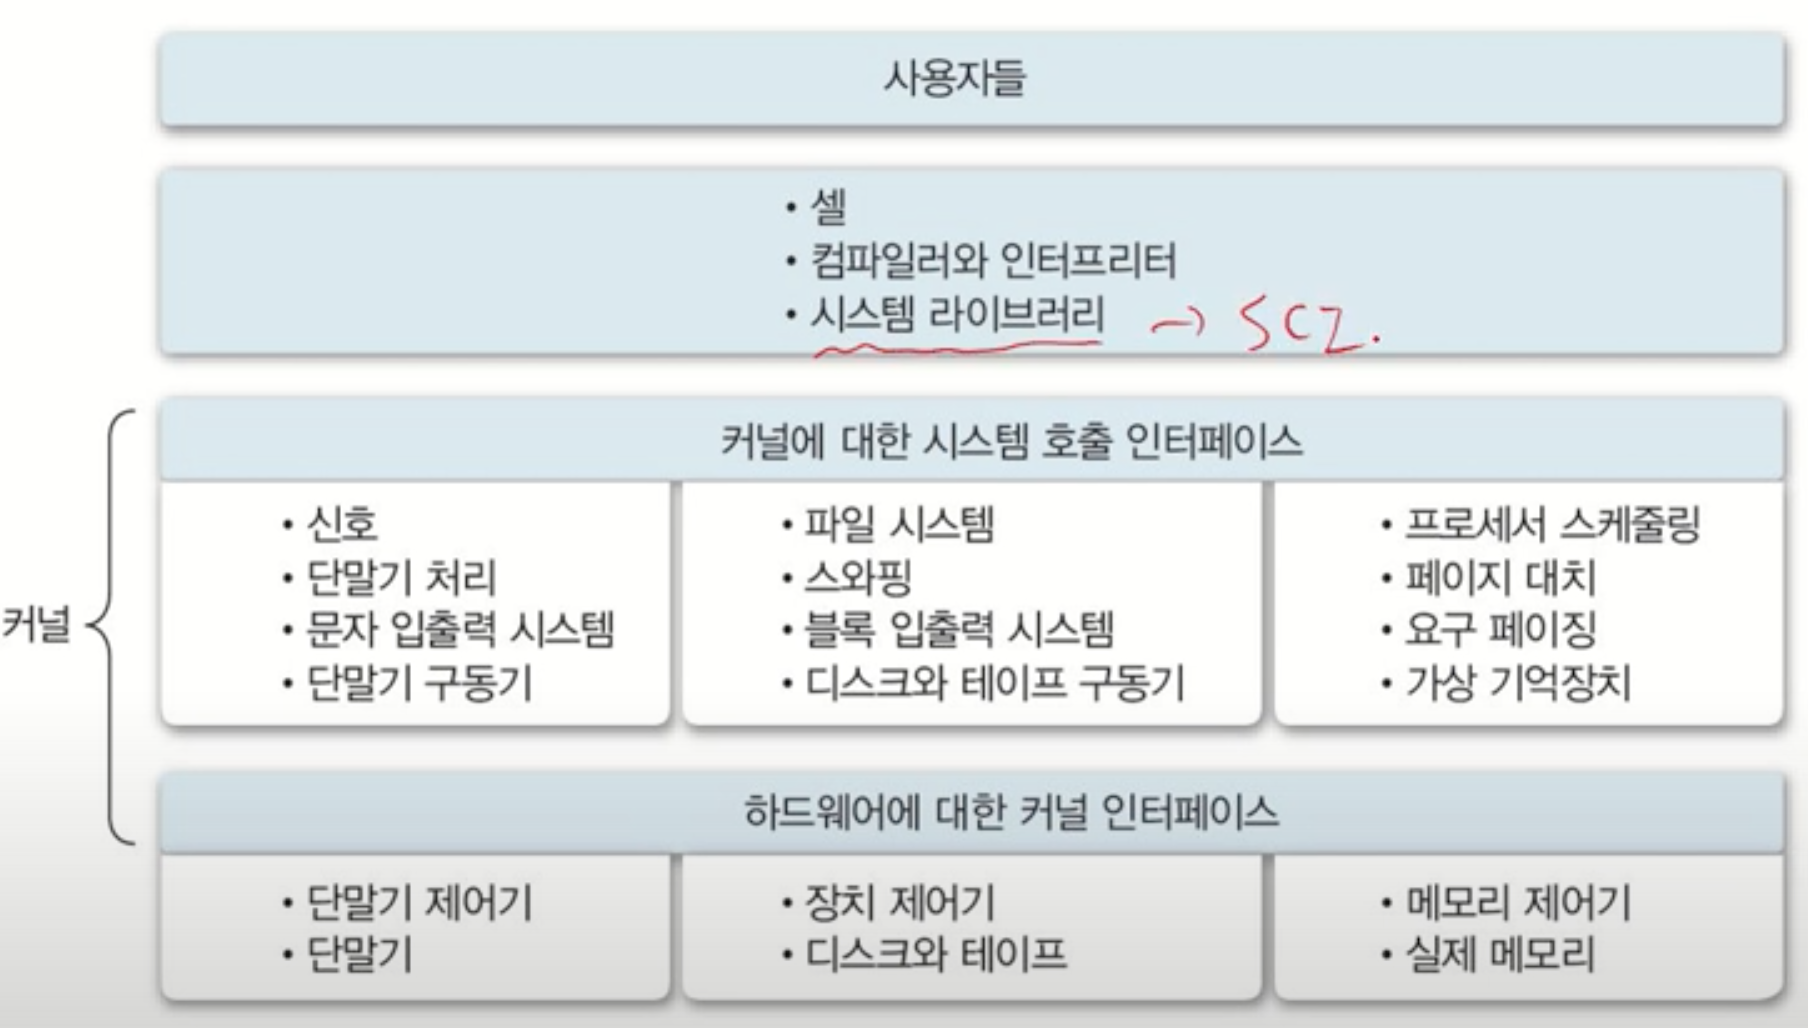 사용자들
• 셸
• 컴파일러와 인터프리터
• 시스템 라이브러리 → SCI.
커널에 대한 시스템 호출 인터페이스
• 신호
• 단말기 처리
• 문자 입출력 시스템
• 단말기 구동기
• 파일 시스템
• 스와핑
• 블록 입출력 시스템
• 디스크와 테이프 구동기
• 프로세서 스케줄링
• 페이지 대치
• 요구 페이징
• 가상 기억장치
커널
하드웨어에 대한 커널 인터페이스
• 단말기 제어기
• 단말기
• 장치 제어기
• 디스크와 테이프
• 메모리 제어기
• 실제 메모리